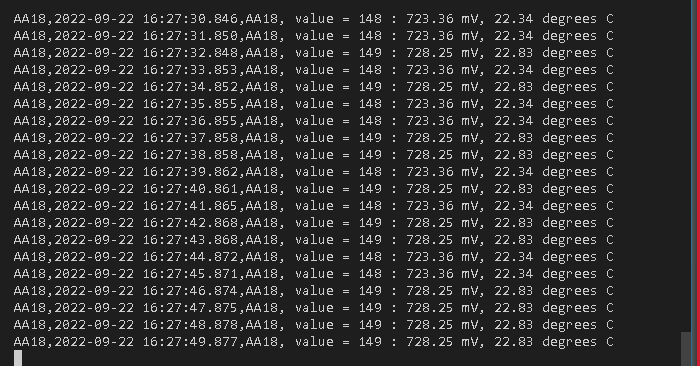 AA18,2022-09-22 16:27:30.846,AA18, value = 148 : 723.36 mV, 22.34 degrees C
AA18,2022-09-22 16:27:31.850,AA18, value = 148 : 723.36 mV, 22.34 degrees C
AA18,2022-09-22 16:27:32.848,AA18, value = 149 : 728.25 mV, 22.83 degrees C
AA18,2022-09-22 16:27:33.853,AA18, value = 148 : 723.36 mV, 22.34 degrees C
AA18,2022-09-22 16:27:34.852,AA18, value = 149 : 728.25 mV, 22.83 degrees C
AA18,2022-09-22 16:27:35.855,AA18, value = 148 : 723.36 mV, 22.34 degrees C
AA18,2022-09-22 16:27:36.855,AA18, value = 148 : 723.36 mV, 22.34 degrees C
AA18,2022-09-22 16:27:37.858,AA18, value = 149 : 728.25 mV, 22.83 degrees C
AA18,2022-09-22 16:27:38.858,AA18, value = 149 : 728.25 mV, 22.83 degrees C
AA18,2022-09-22 16:27:39.862,AA18, value = 148 : 723.36 mV, 22.34 degrees C
AA18,2022-09-22 16:27:40.861,AA18, value = 149 : 728.25 mV, 22.83 degrees C
AA18,2022-09-22 16:27:41.865,AA18, value = 148 : 723.36 mV, 22.34 degrees C
AA18,2022-09-22 16:27:42.868,AA18, value = 149 : 728.25 mV, 22.83 degrees C
AA18,2022-09-22 16:27:43.868,AA18, value = 149 : 728.25 mV, 22.83 degrees C
AA18,2022-09-22 16:27:44.872,AA18, value = 148 : 723.36 mV, 22.34 degrees C
AA18,2022-09-22 16:27:45.871,AA18, value = 148 : 723.36 mV, 22.34 degrees C
AA18,2022-09-22 16:27:46.874,AA18, value = 149 : 728.25 mV, 22.83 degrees C
AA18,2022-09-22 16:27:47.875,AA18, value = 149 : 728.25 mV, 22.83 degrees C
AA18,2022-09-22 16:27:48.878,AA18, value = 149 : 728.25 mV, 22.83 degrees C
AA18,2022-09-22 16:27:49.877,AA18, value = 149 : 728.25 mV, 22.83 degrees C